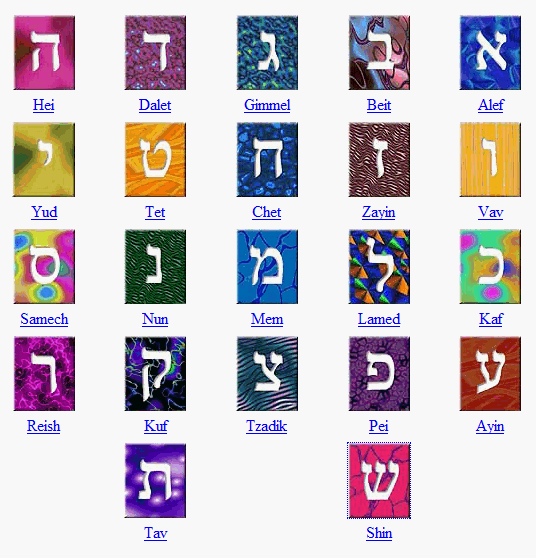 א ב ג ד ה
Hei Dalet Gimmel Beit Alef
ו ז ח ט י
Yud Tet Chet Zayin Vav
כ ל מ נ ס
Samech Nun Mem Lamed Kaf
ע פ צ ק ר
Reish Kuf Tzadik Pei Ayin
ש ת
Tav Shin